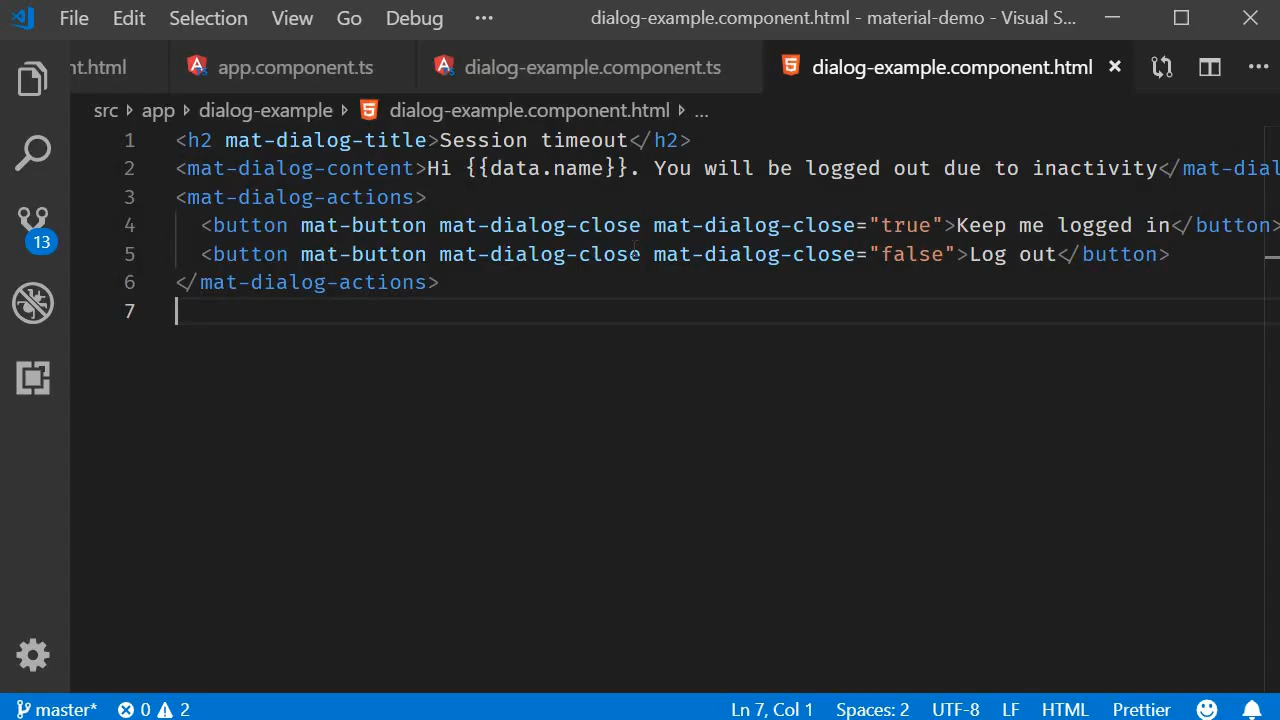 File Edit Selection View Go Debug ··· dialog-example.component.html - material-demo - Visual S...
nt.html app.component.ts dialog-example.component.ts dialog-example.component.html
src › app › dialog-example › dialog-example.component.html › ...
1 <h2 mat-dialog-title>Session timeout</h2>
2 <mat-dialog-content>Hi {{data.name}}. You will be logged out due to inactivity</mat-dial
3 <mat-dialog-actions>
4 <button mat-button mat-dialog-close mat-dialog-close="true">Keep me logged in</button>
5 <button mat-button mat-dialog-close mat-dialog-close="false">Log out</button>
6 </mat-dialog-actions>
7
13
master* 0 2 Ln 7, Col 1 Spaces: 2 UTF-8 LF HTML Prettier